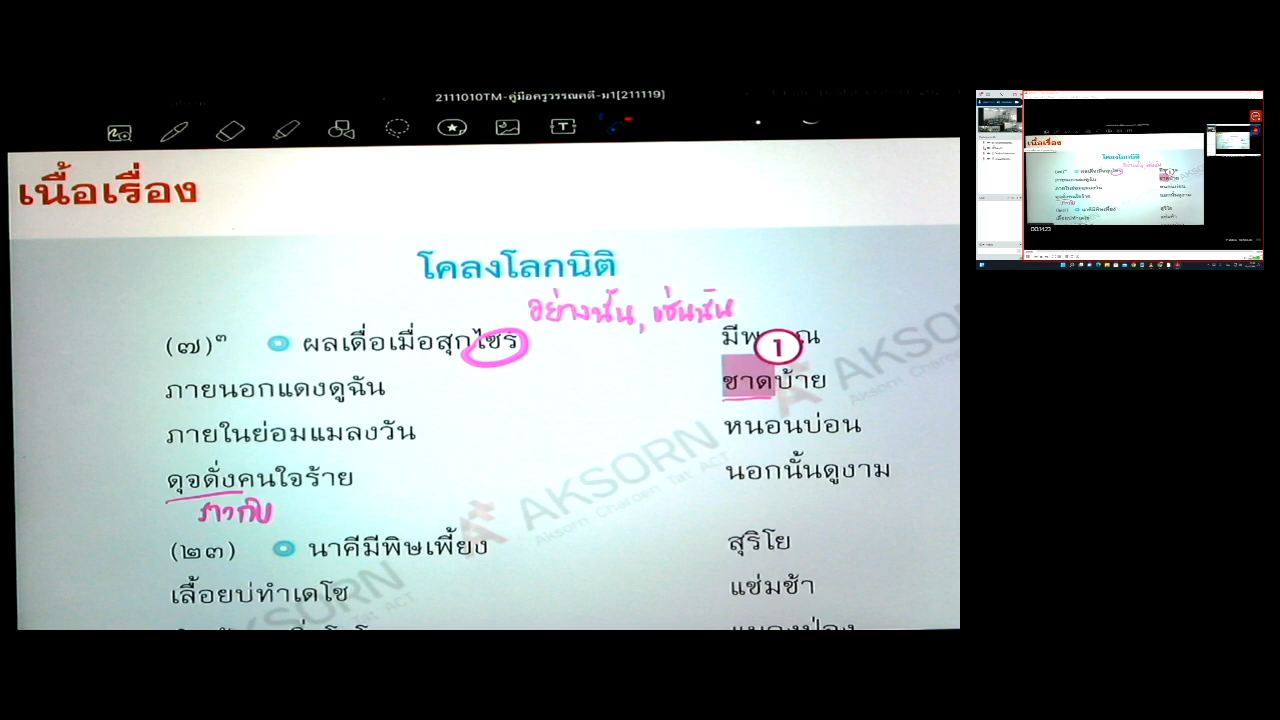 2111010TM-คู่มือครูวรรณคดี-ม1[211119]
เนื้อเรื่อง
โคลงโลกนิติ
อย่างนั้น, เช่นนั้น
(๗)๓ ผลเดื่อเมื่อสุกไซร้
1
ภายนอกแดงดูฉัน ชาดบ้าย
ภายในย่อมแมลงวัน หนอนบ่อน
ดุจดั่งคนใจร้าย นอกนั้นดูงาม
ราวกับ
(๒๓) นาคีมีพิษเพี้ยง สุริโย
เลื้อยบ่ทำเดโช แช่มช้า
AKSORN
Aksorn Charoen Tat ACT